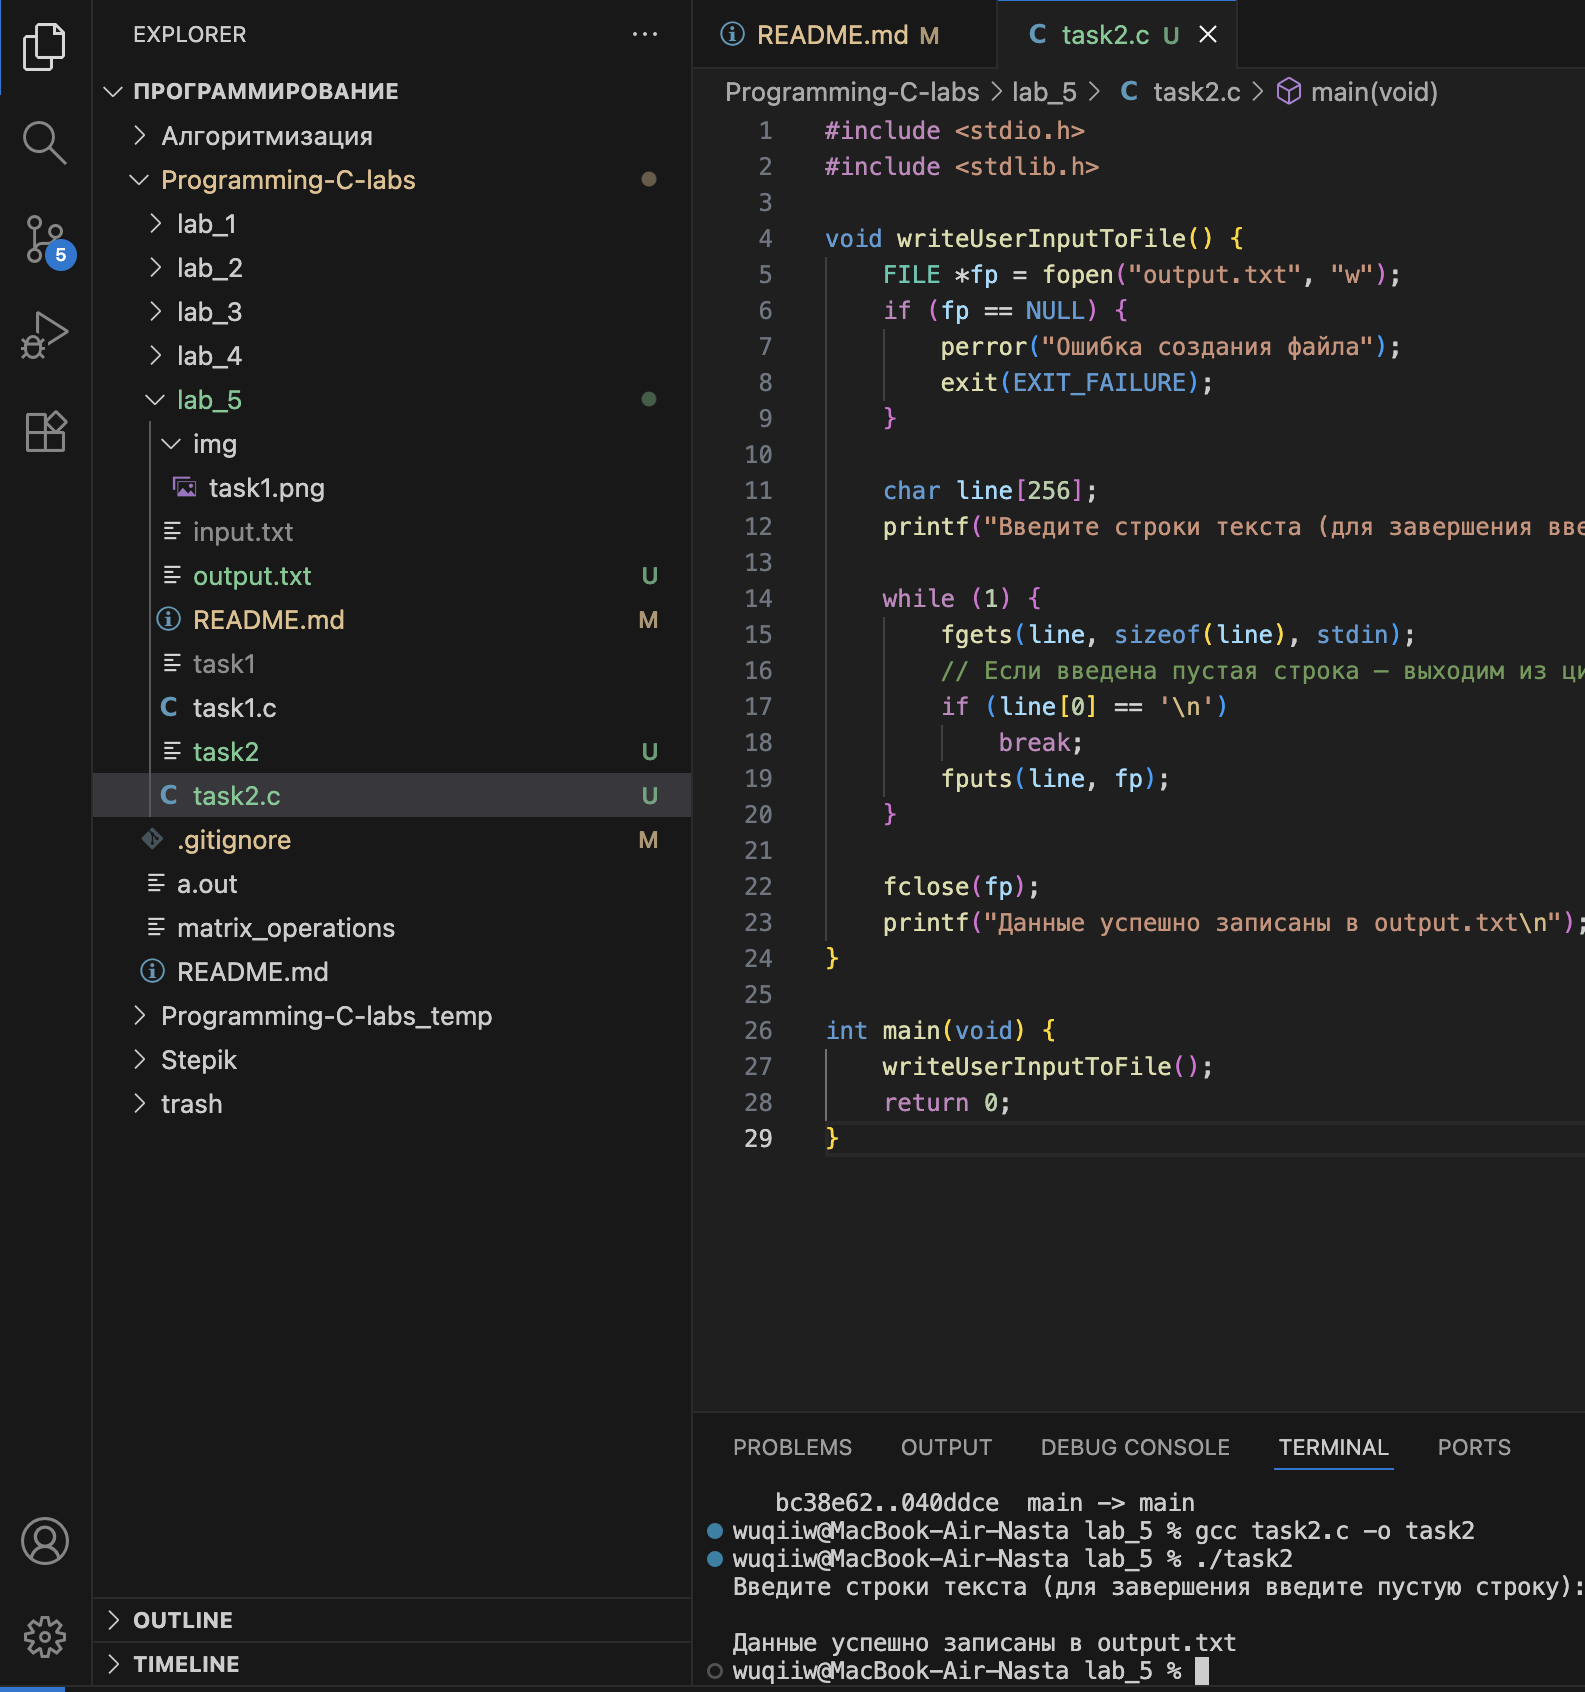 EXPLORER
ПРОГРАММИРОВАНИЕ
Алгоритмизация
Programming-C-labs
lab_1
lab_2
lab_3
lab_4
lab_5
img
task1.png
input.txt
output.txt U
README.md M
task1
task1.c
task2 U
task2.c U
.gitignore M
a.out
matrix_operations
README.md
Programming-C-labs_temp
Stepik
trash
OUTLINE
TIMELINE
5
README.md M
task2.c U
Programming-C-labs > lab_5 > C task2.c > main(void)
1 #include <stdio.h>
2 #include <stdlib.h>
3
4 void writeUserInputToFile() {
5 FILE *fp = fopen("output.txt", "w");
6 if (fp == NULL) {
7 perror("Ошибка создания файла");
8 exit(EXIT_FAILURE);
9 }
10
11 char line[256];
12 printf("Введите строки текста (для завершения вве
13
14 while (1) {
15 fgets(line, sizeof(line), stdin);
16 // Если введена пустая строка — выходим из ци
17 if (line[0] == '\n')
18 break;
19 fputs(line, fp);
20 }
21
22 fclose(fp);
23 printf("Данные успешно записаны в output.txt\n");
24 }
25
26 int main(void) {
27 writeUserInputToFile();
28 return 0;
29 }
PROBLEMS OUTPUT DEBUG CONSOLE TERMINAL PORTS
bc38e62..040ddce main -> main
wuqiiw@MacBook-Air-Nasta lab_5 % gcc task2.c -o task2
wuqiiw@MacBook-Air-Nasta lab_5 % ./task2
Введите строки текста (для завершения введите пустую строку):
Данные успешно записаны в output.txt
wuqiiw@MacBook-Air-Nasta lab_5 %